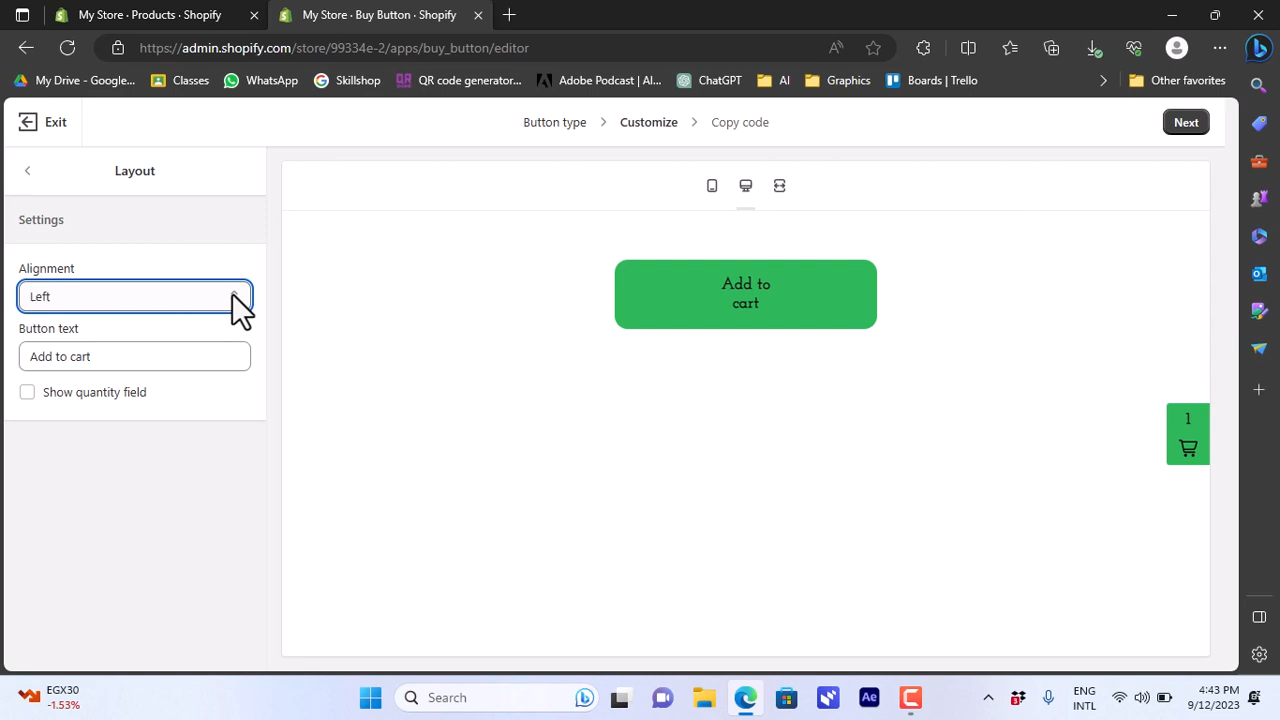 My Store · Products · Shopify
My Store · Buy Button · Shopify
https://admin.shopify.com/store/99334e-2/apps/buy_button/editor
My Drive - Google...
Classes
WhatsApp
Skillshop
QR code generator...
Adobe Podcast | AI...
ChatGPT
AI
Graphics
Boards | Trello
Other favorites
Exit
Button type
Customize
Copy code
Next
Layout
Settings
Alignment
Left
Button text
Add to cart
Show quantity field
Add to
cart
1
EGX30
-1.53%
Search
ENG
INTL
4:43 PM
9/12/2023